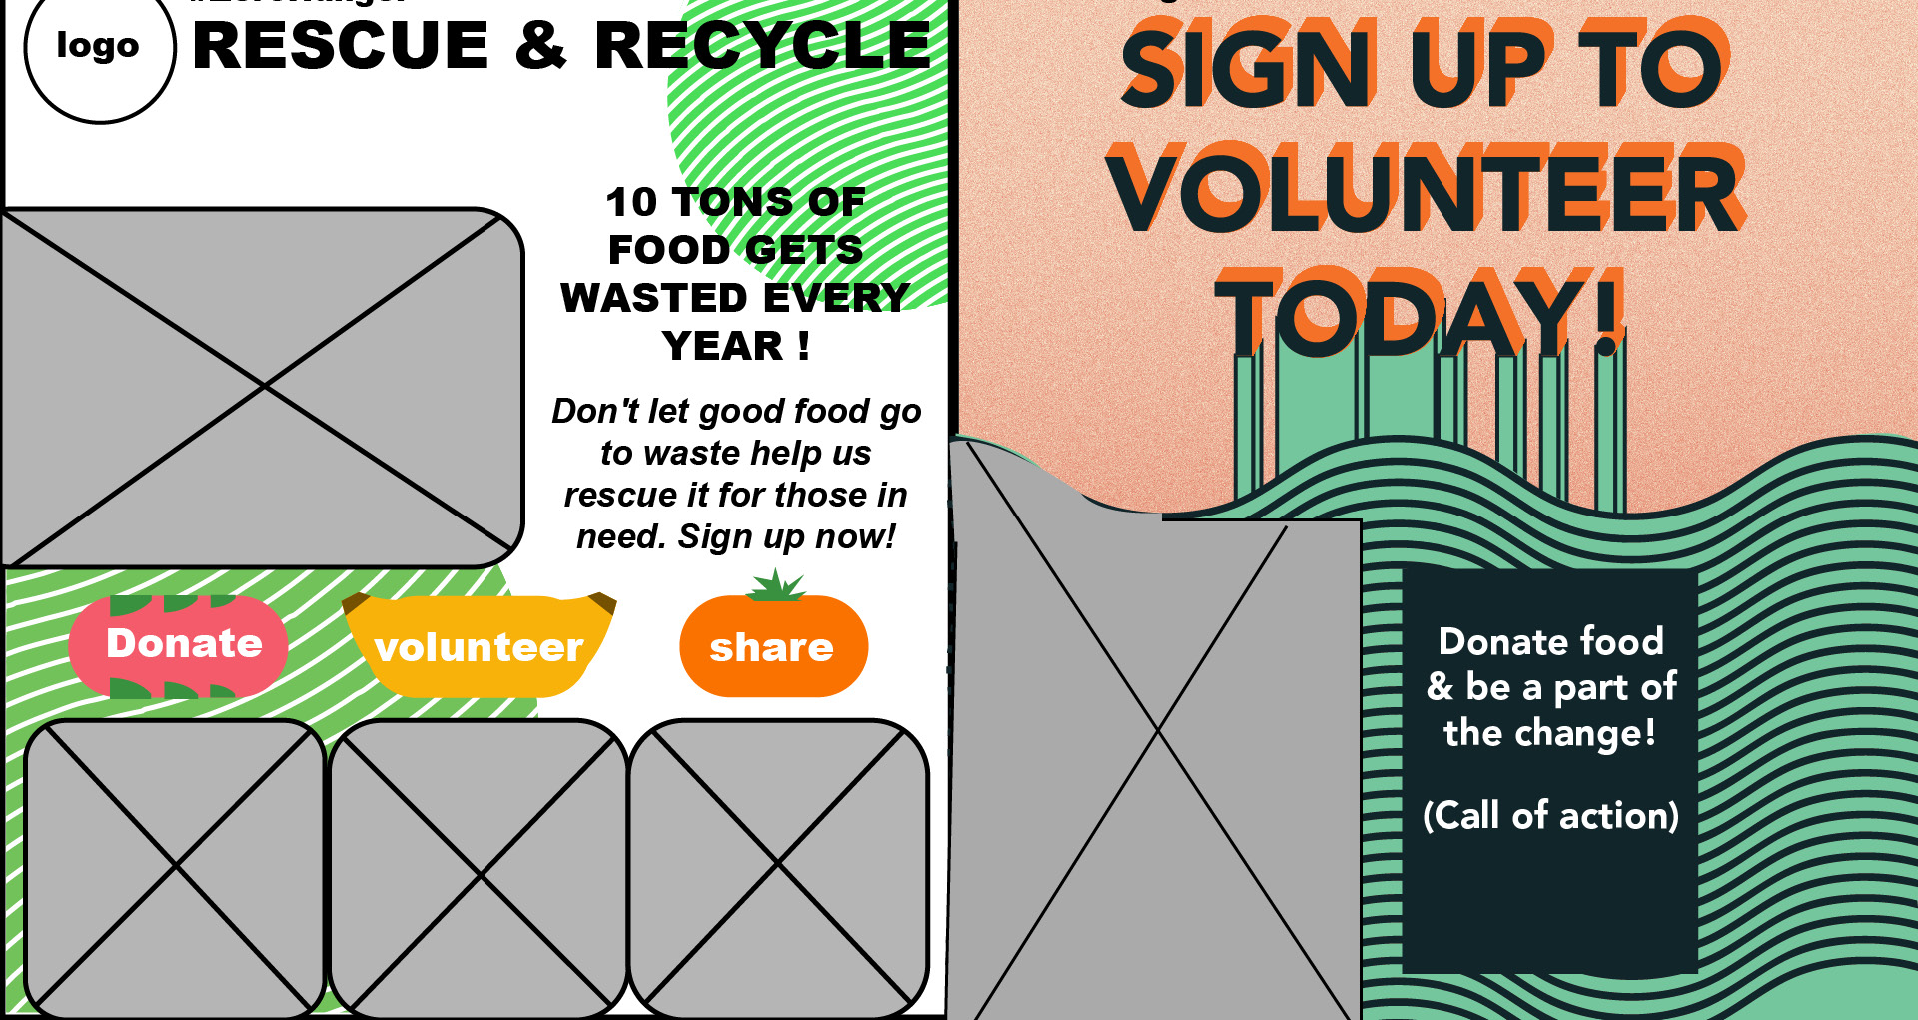 logo
RESCUE & RECYCLE
10 TONS OF
FOOD GETS
WASTED EVERY
YEAR !
Don't let good food go
to waste help us
rescue it for those in
need. Sign up now!
Donate
volunteer
share
SIGN UP TO
VOLUNTEER
TODAY!
Donate food
& be a part of
the change!
(Call of action)